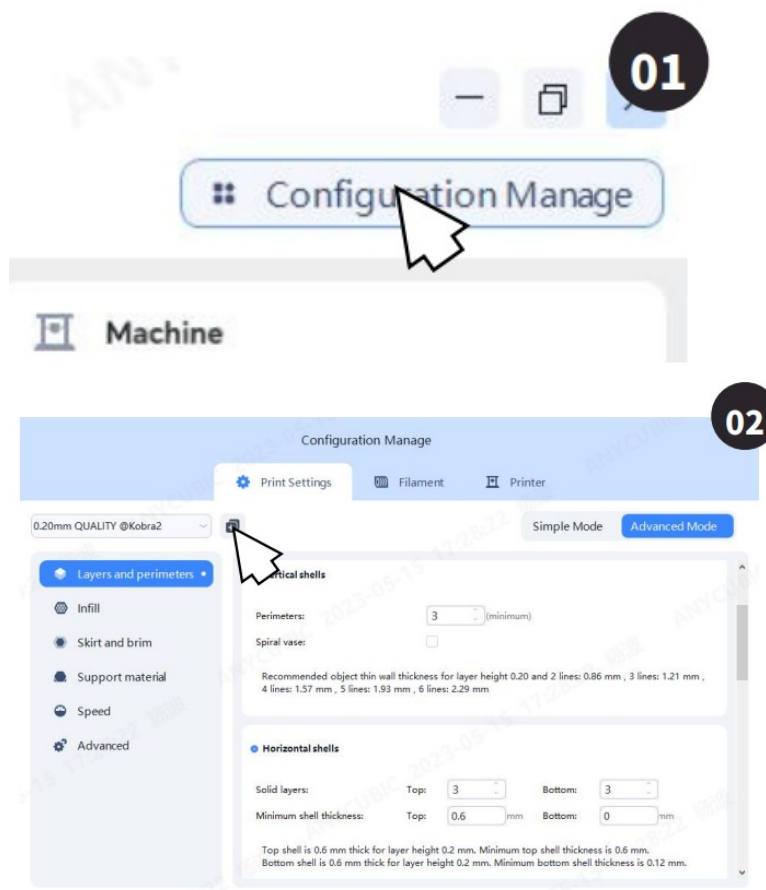 01
Configuration Manage
Machine
02
Configuration Manage
Print Settings Filament Printer
0.20mm QUALITY @Kobra2 Simple Mode Advanced Mode
Layers and perimeters
Infill
Skirt and brim
Support material
Speed
Advanced
shells
Perimeters: 3 (minimum)
Spiral vase:
Recommended object thin wall thickness for layer height 0.20 and 2 lines: 0.86 mm , 3 lines: 1.21 mm ,
4 lines: 1.57 mm , 5 lines: 1.93 mm , 6 lines: 2.29 mm
Horizontal shells
Solid layers: Top: 3 Bottom: 3
Minimum shell thickness: Top: 0.6 mm Bottom: 0 mm
Top shell is 0.6 mm thick for layer height 0.2 mm. Minimum top shell thickness is 0.6 mm.
Bottom shell is 0.6 mm thick for layer height 0.2 mm. Minimum bottom shell thickness is 0.12 mm.